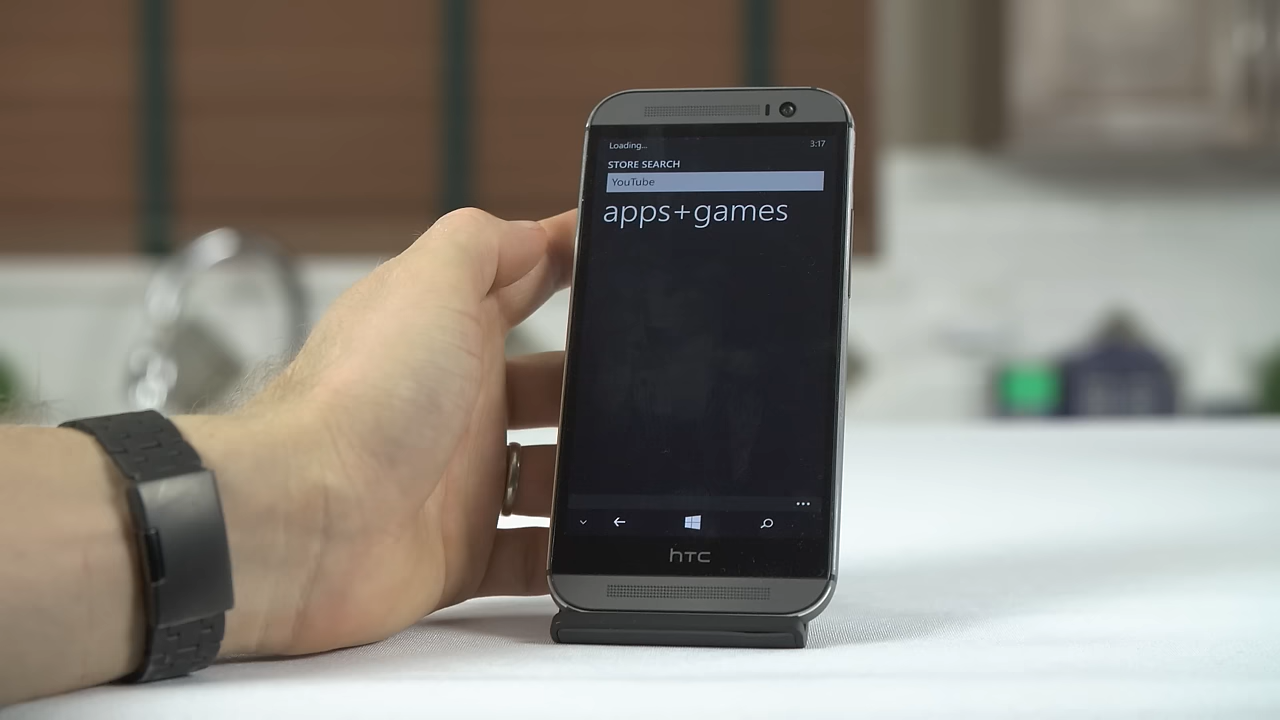 Loading...
3:17
STORE SEARCH
YouTube
apps+games
hTC